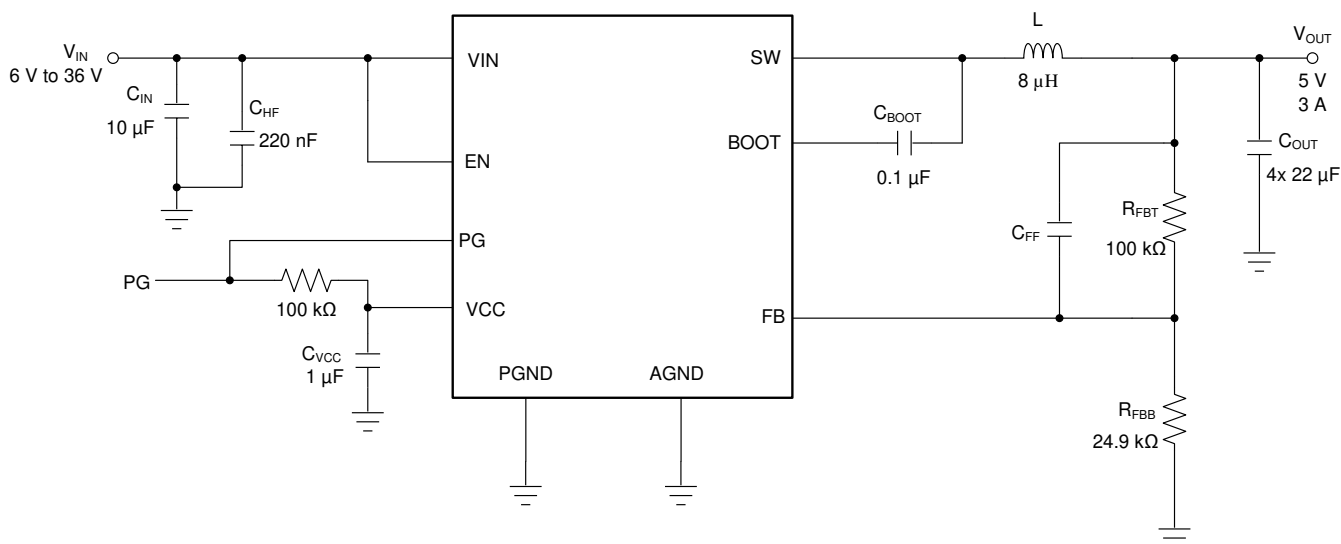 L
V_IN
6 V to 36 V
VIN
SW
V_OUT
5 V
3 A
8 µH
C_IN
10 µF
C_HF
220 nF
C_BOOT
BOOT
0.1 µF
C_OUT
4x 22 µF
EN
R_FBT
100 kΩ
C_FF
PG
PG
100 kΩ
VCC
FB
C_VCC
1 µF
PGND
AGND
R_FBB
24.9 kΩ